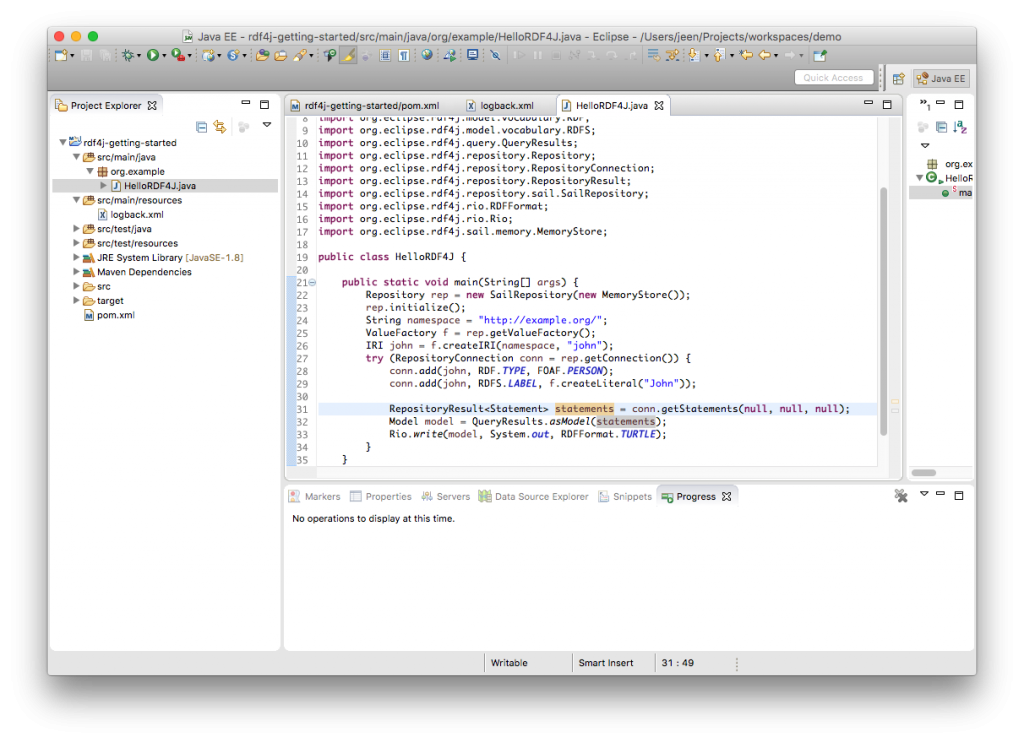 Java EE - rdf4j-getting-started/src/main/java/org/example/HelloRDF4J.java - Eclipse - /Users/jeen/Projects/workspaces/demo
Quick Access
Java EE
Project Explorer
rdf4j-getting-started
src/main/java
org.example
HelloRDF4J.java
src/main/resources
logback.xml
src/test/java
src/test/resources
JRE System Library [JavaSE-1.8]
Maven Dependencies
src
target
pom.xml
rdf4j-getting-started/pom.xml
logback.xml
HelloRDF4J.java
8 import org.eclipse.rdf4j.model.vocabulary.RDF;
9 import org.eclipse.rdf4j.model.vocabulary.RDFS;
10 import org.eclipse.rdf4j.query.QueryResults;
11 import org.eclipse.rdf4j.repository.Repository;
12 import org.eclipse.rdf4j.repository.RepositoryConnection;
13 import org.eclipse.rdf4j.repository.RepositoryResult;
14 import org.eclipse.rdf4j.repository.sail.SailRepository;
15 import org.eclipse.rdf4j.rio.RDFFormat;
16 import org.eclipse.rdf4j.rio.Rio;
17 import org.eclipse.rdf4j.sail.memory.MemoryStore;
18
19 public class HelloRDF4J {
20
21 public static void main(String[] args) {
22 Repository rep = new SailRepository(new MemoryStore());
23 rep.initialize();
24 String namespace = "http://example.org/";
25 ValueFactory f = rep.getValueFactory();
26 IRI john = f.createIRI(namespace, "john");
27 try (RepositoryConnection conn = rep.getConnection()) {
28 conn.add(john, RDF.TYPE, FOAF.PERSON);
29 conn.add(john, RDFS.LABEL, f.createLiteral("John"));
30
31 RepositoryResult<Statement> statements = conn.getStatements(null, null, null);
32 Model model = QueryResults.asModel(statements);
33 Rio.write(model, System.out, RDFFormat.TURTLE);
34 }
35 }
org.ex
HelloR
ma
Markers
Properties
Servers
Data Source Explorer
Snippets
Progress
No operations to display at this time.
Writable
Smart Insert
31 : 49